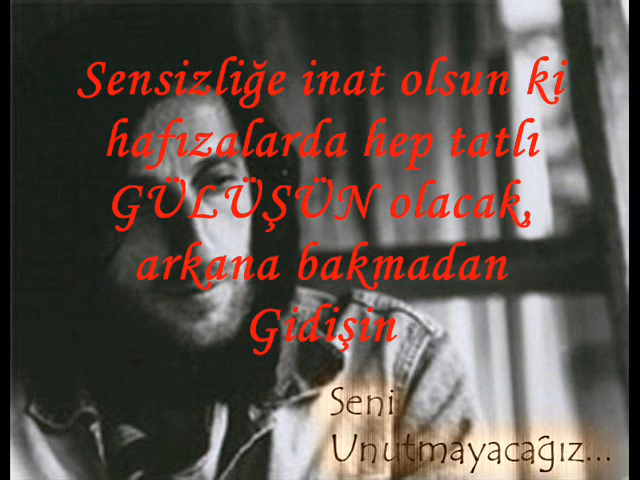 Sensizliğe inat olsun ki
hafızalarda hep tatlı
GÜLÜŞÜN olacak,
arkana bakmadan
Gidişin
Seni
Unutmayacağız...